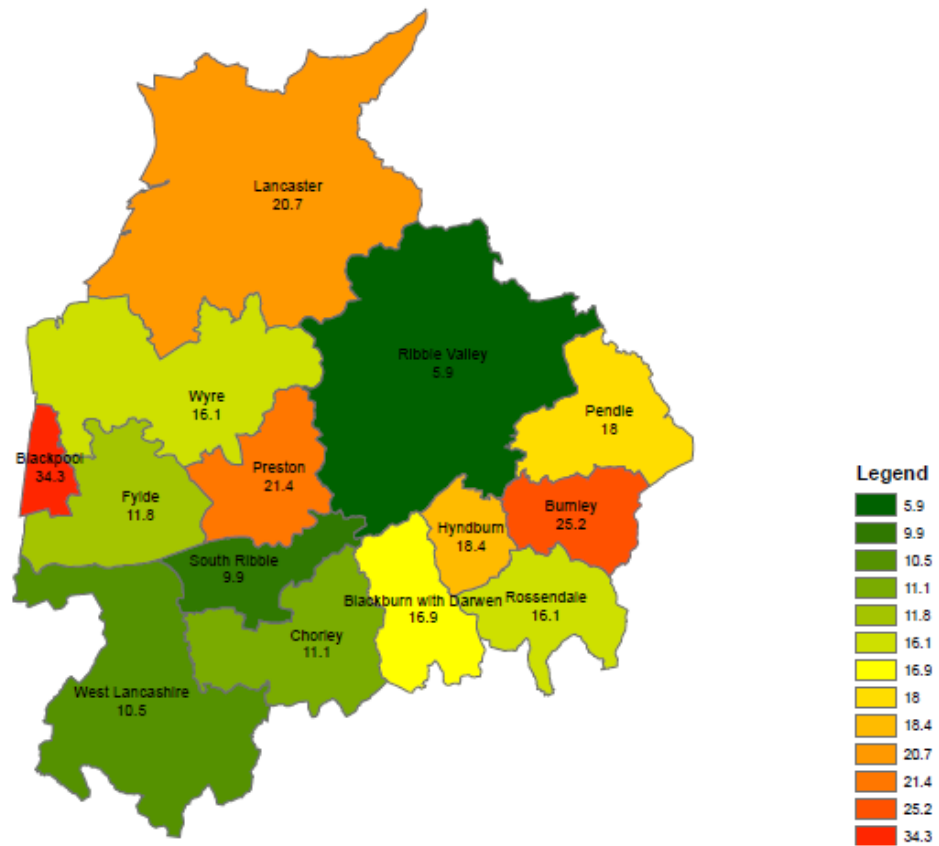 Lancaster
20.7
Ribble Valley
5.9
Wyre
16.1
Pendle
18
Blackpool
34.3
Preston
21.4
Fylde
11.8
Burnley
25.2
Hyndburn
18.4
South Ribble
9.9
Blackburn with Darwen
16.9
Rossendale
16.1
Chorley
11.1
West Lancashire
10.5
Legend
5.9
9.9
10.5
11.1
11.8
16.1
16.9
18
18.4
20.7
21.4
25.2
34.3